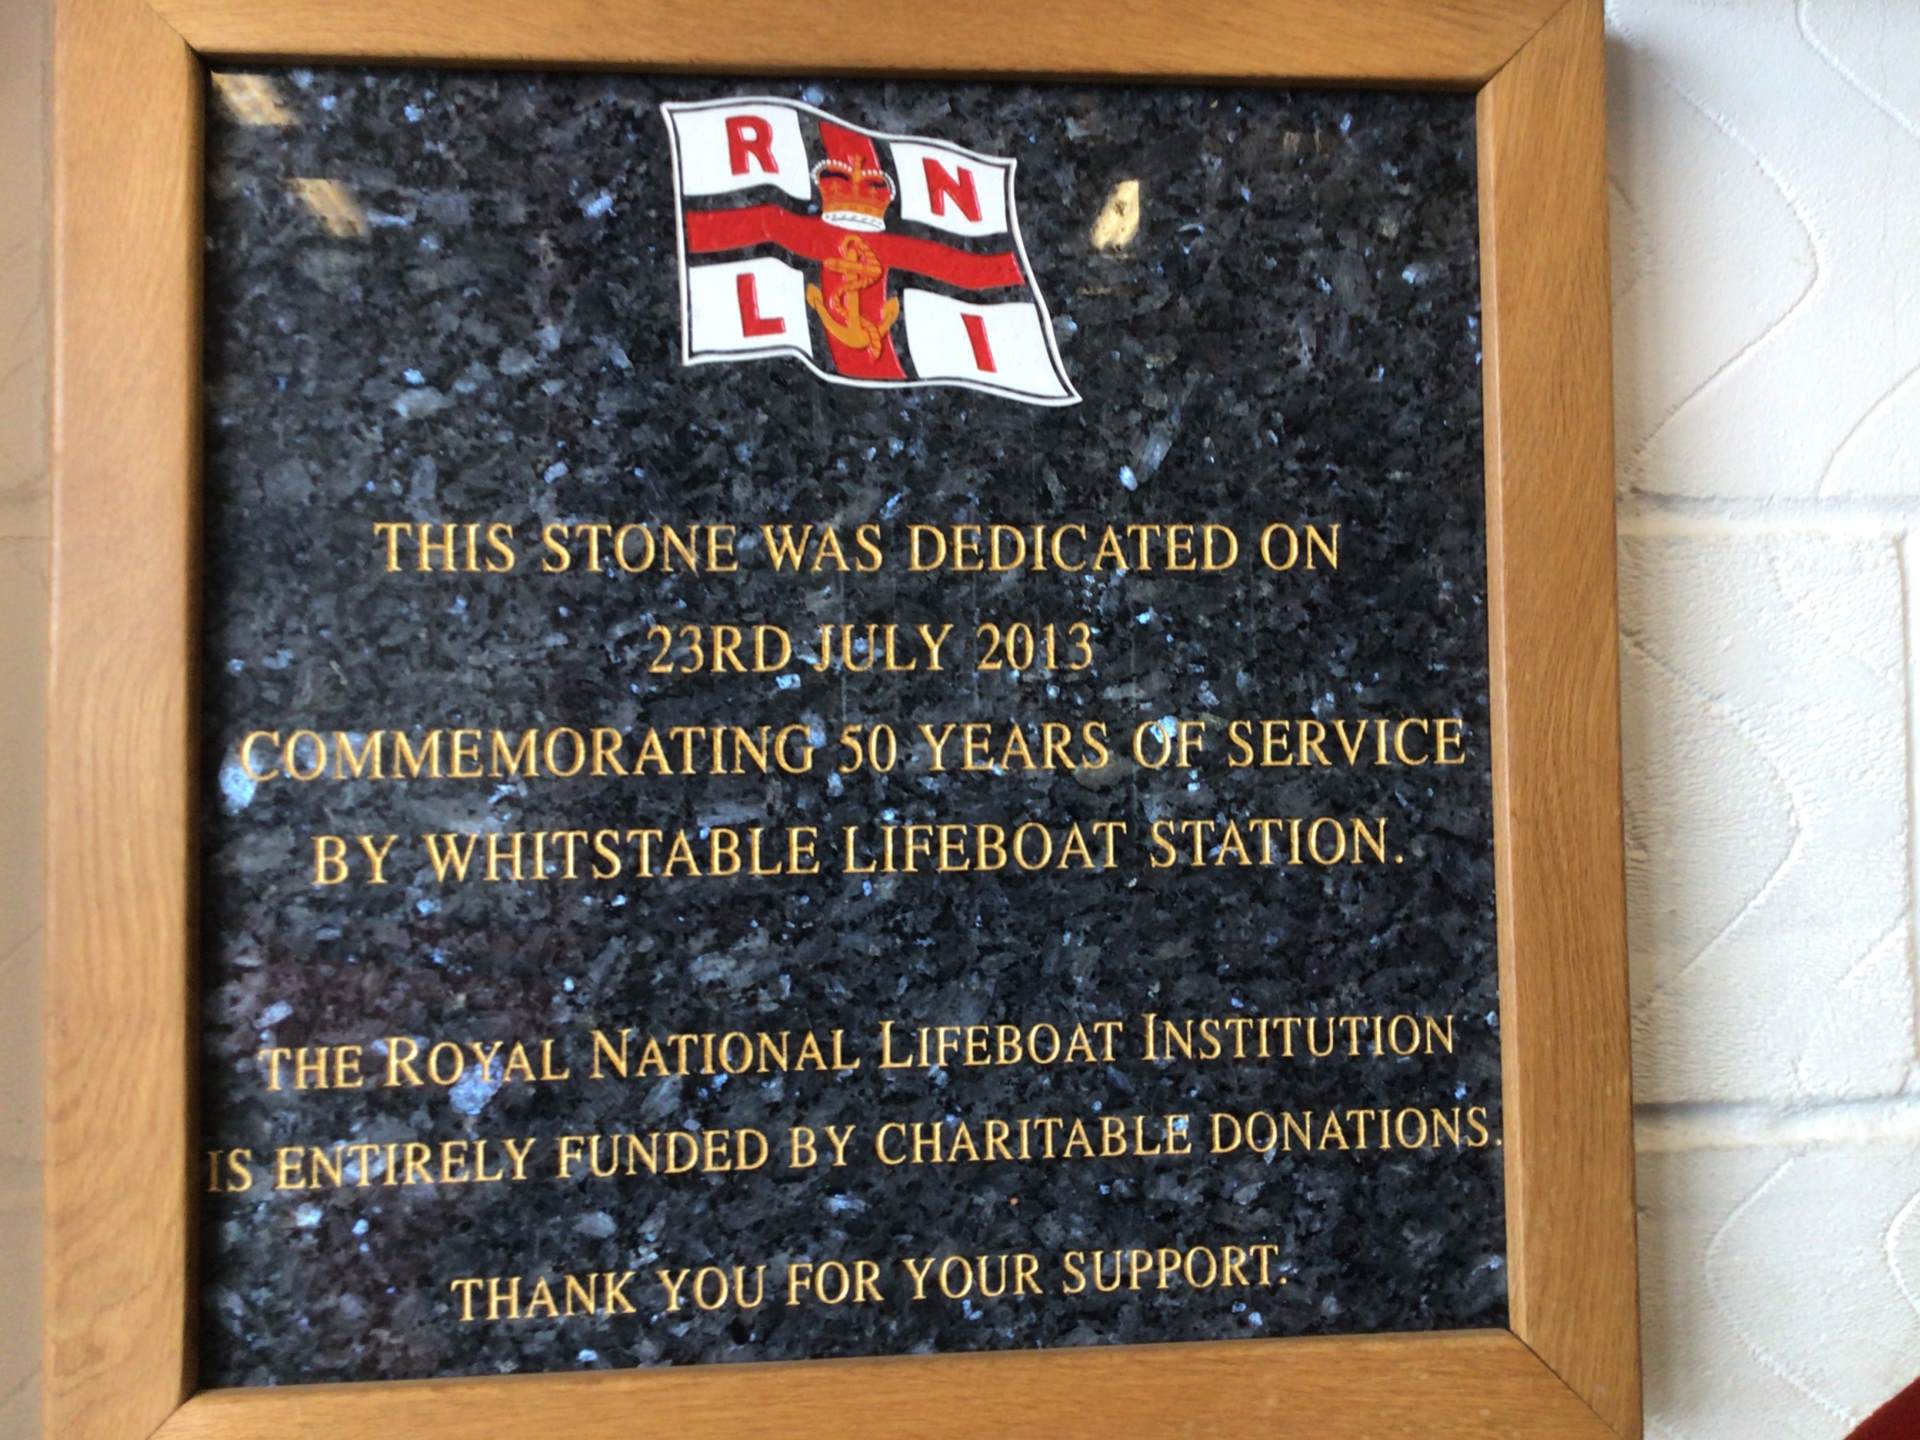 R N
L I
THIS STONE WAS DEDICATED ON
23RD JULY 2013
COMMEMORATING 50 YEARS OF SERVICE
BY WHITSTABLE LIFEBOAT STATION.
THE ROYAL NATIONAL LIFEBOAT INSTITUTION
IS ENTIRELY FUNDED BY CHARITABLE DONATIONS.
THANK YOU FOR YOUR SUPPORT.